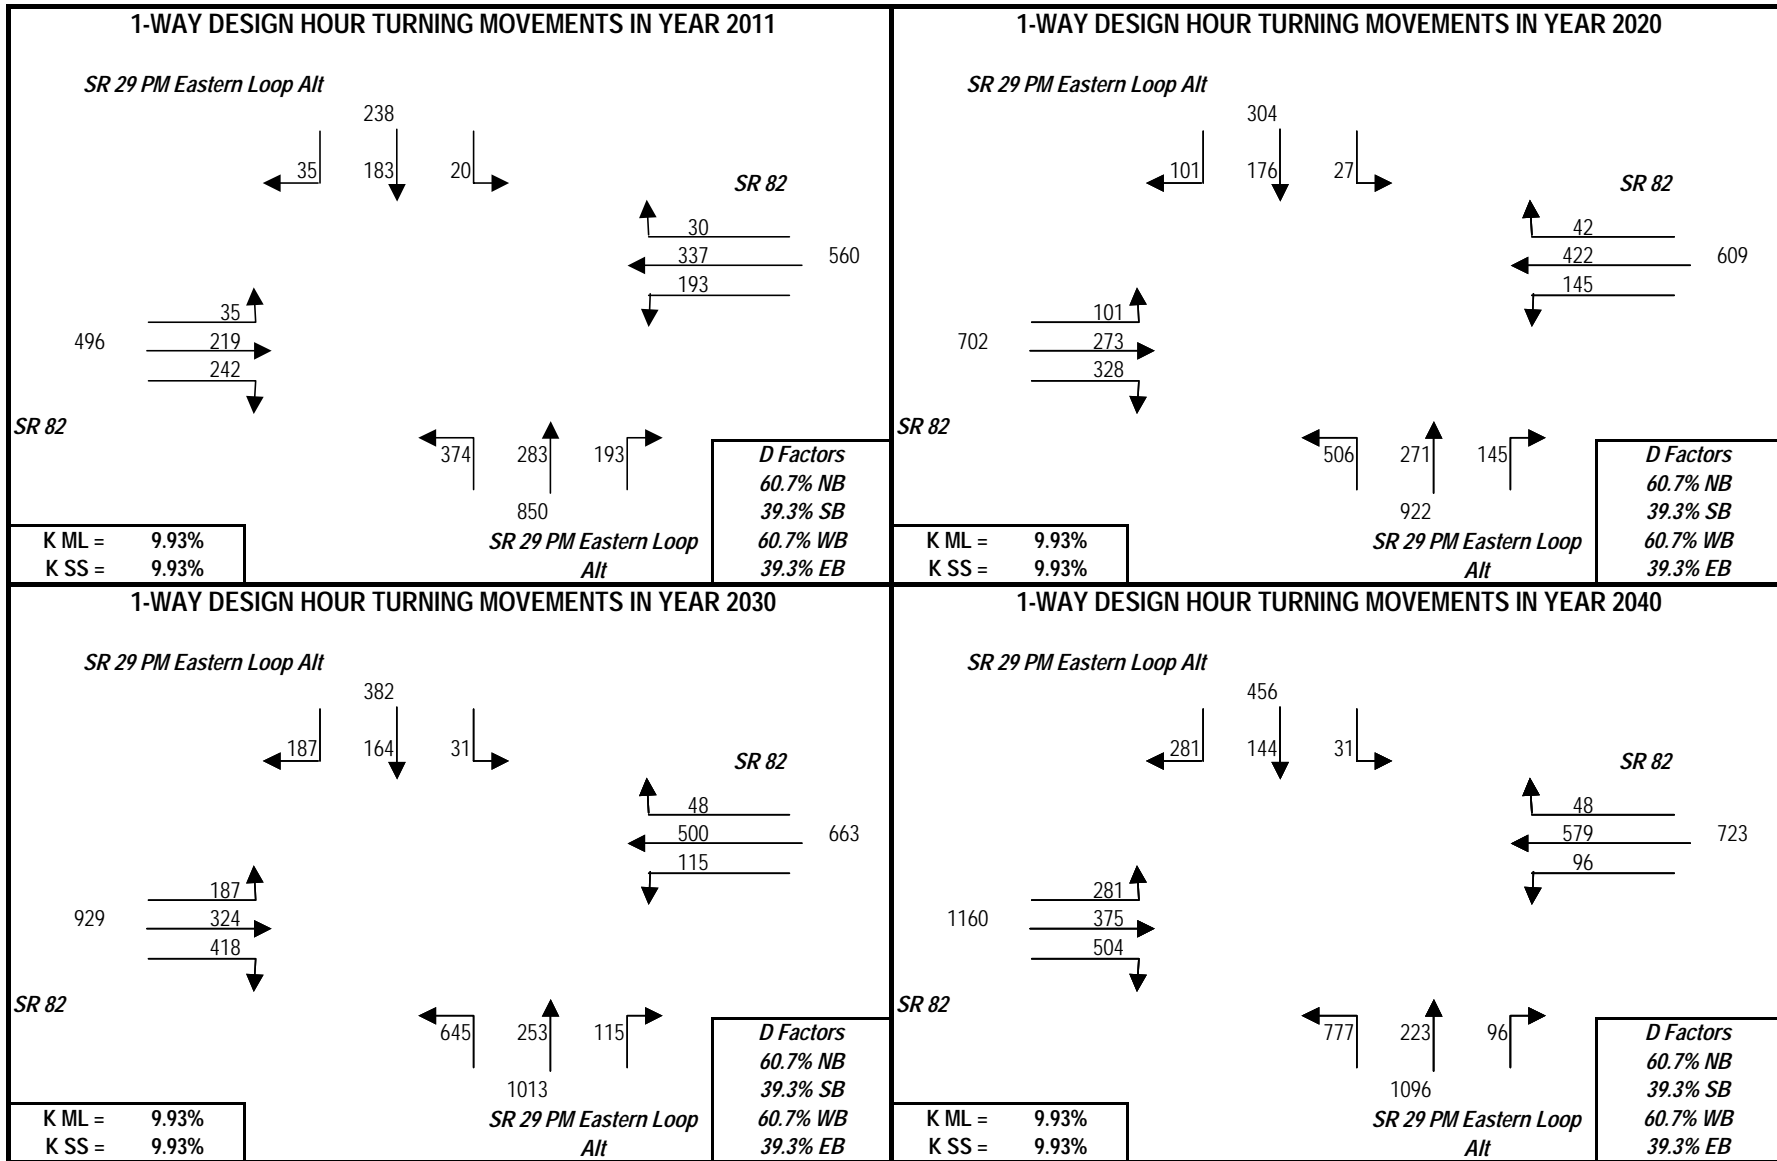 1-WAY DESIGN HOUR TURNING MOVEMENTS IN YEAR 2011
SR 29 PM Eastern Loop Alt
238
35 183 20
SR 82
30
337 560
193
35
496 219
242
SR 82
374 283 193
850
SR 29 PM Eastern Loop
Alt
D Factors
60.7% NB
39.3% SB
60.7% WB
39.3% EB
K ML = 9.93%
K SS = 9.93%
1-WAY DESIGN HOUR TURNING MOVEMENTS IN YEAR 2020
SR 29 PM Eastern Loop Alt
304
101 176 27
SR 82
42
422 609
145
101
702 273
328
SR 82
506 271 145
922
SR 29 PM Eastern Loop
Alt
D Factors
60.7% NB
39.3% SB
60.7% WB
39.3% EB
K ML = 9.93%
K SS = 9.93%
1-WAY DESIGN HOUR TURNING MOVEMENTS IN YEAR 2030
SR 29 PM Eastern Loop Alt
382
187 164 31
SR 82
48
500 663
115
187
929 324
418
SR 82
645 253 115
1013
SR 29 PM Eastern Loop
Alt
D Factors
60.7% NB
39.3% SB
60.7% WB
39.3% EB
K ML = 9.93%
K SS = 9.93%
1-WAY DESIGN HOUR TURNING MOVEMENTS IN YEAR 2040
SR 29 PM Eastern Loop Alt
456
281 144 31
SR 82
48
579 723
96
281
1160 375
504
SR 82
777 223 96
1096
SR 29 PM Eastern Loop
Alt
D Factors
60.7% NB
39.3% SB
60.7% WB
39.3% EB
K ML = 9.93%
K SS = 9.93%